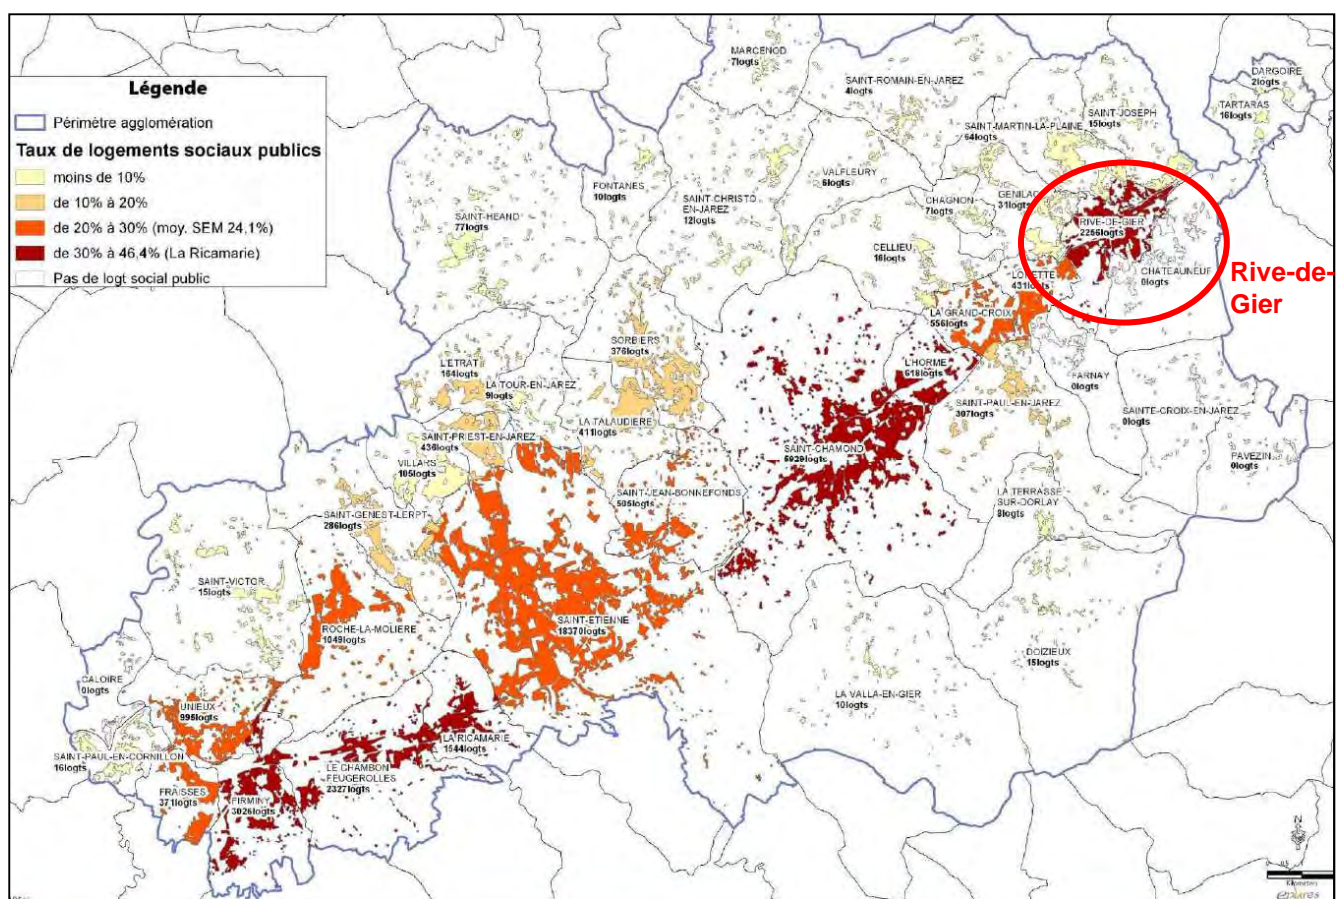 Légende
Périmètre agglomération
Taux de logements sociaux publics
moins de 10%
de 10% à 20%
de 20% à 30% (moy. SEM 24,1%)
de 30% à 46,4% (La Ricamarie)
Pas de logt social public
MARCENOD
7logts
SAINT-ROMAIN-EN-JAREZ
4logts
DARGOIRE
2logts
TARTARAS
16logts
SAINT-JOSEPH
15logts
SAINT-MARTIN-LA-PLAINE
64logts
VALFLEURY
6logts
FONTANES
10logts
SAINT-CHRISTO
EN-JAREZ
12logts
CHAGNON
7logts
GENILAC
31logts
SAINT-HEAND
77logts
RIVE-DE-GIER
2256logts
CELLIEU
16logts
CHATEAUNEUF
0logts
Rive-de-
Gier
LORETTE
431logts
LA GRAND-CROIX
556logts
SORBIERS
376logts
L'ETRAT
164logts
LA TOUR-EN-JAREZ
9logts
L'HORME
618logts
FARNAY
0logts
SAINT-PAUL-EN-JAREZ
307logts
SAINTE-CROIX-EN-JAREZ
0logts
LA TALAUDIERE
411logts
SAINT-PRIEST-EN-JAREZ
436logts
SAINT-CHAMOND
5929logts
PAVEZIN
0logts
VILLARS
105logts
SAINT-JEAN-BONNEFONDS
505logts
LA TERRASSE
SUR-DORLAY
8logts
SAINT-GENEST-LERPT
286logts
SAINT-VICTOR
15logts
ROCHE-LA-MOLIERE
1049logts
SAINT-ETIENNE
18370logts
DOIZIEUX
15logts
CALOIRE
0logts
LA VALLA-EN-GIER
10logts
UNIEUX
995logts
LA RICAMARIE
1544logts
SAINT-PAUL-EN-CORNILLON
16logts
LE CHAMBON
FEUGEROLLES
2327logts
FRAISSES
371logts
FIRMINY
3026logts
N
Kilometers
epures